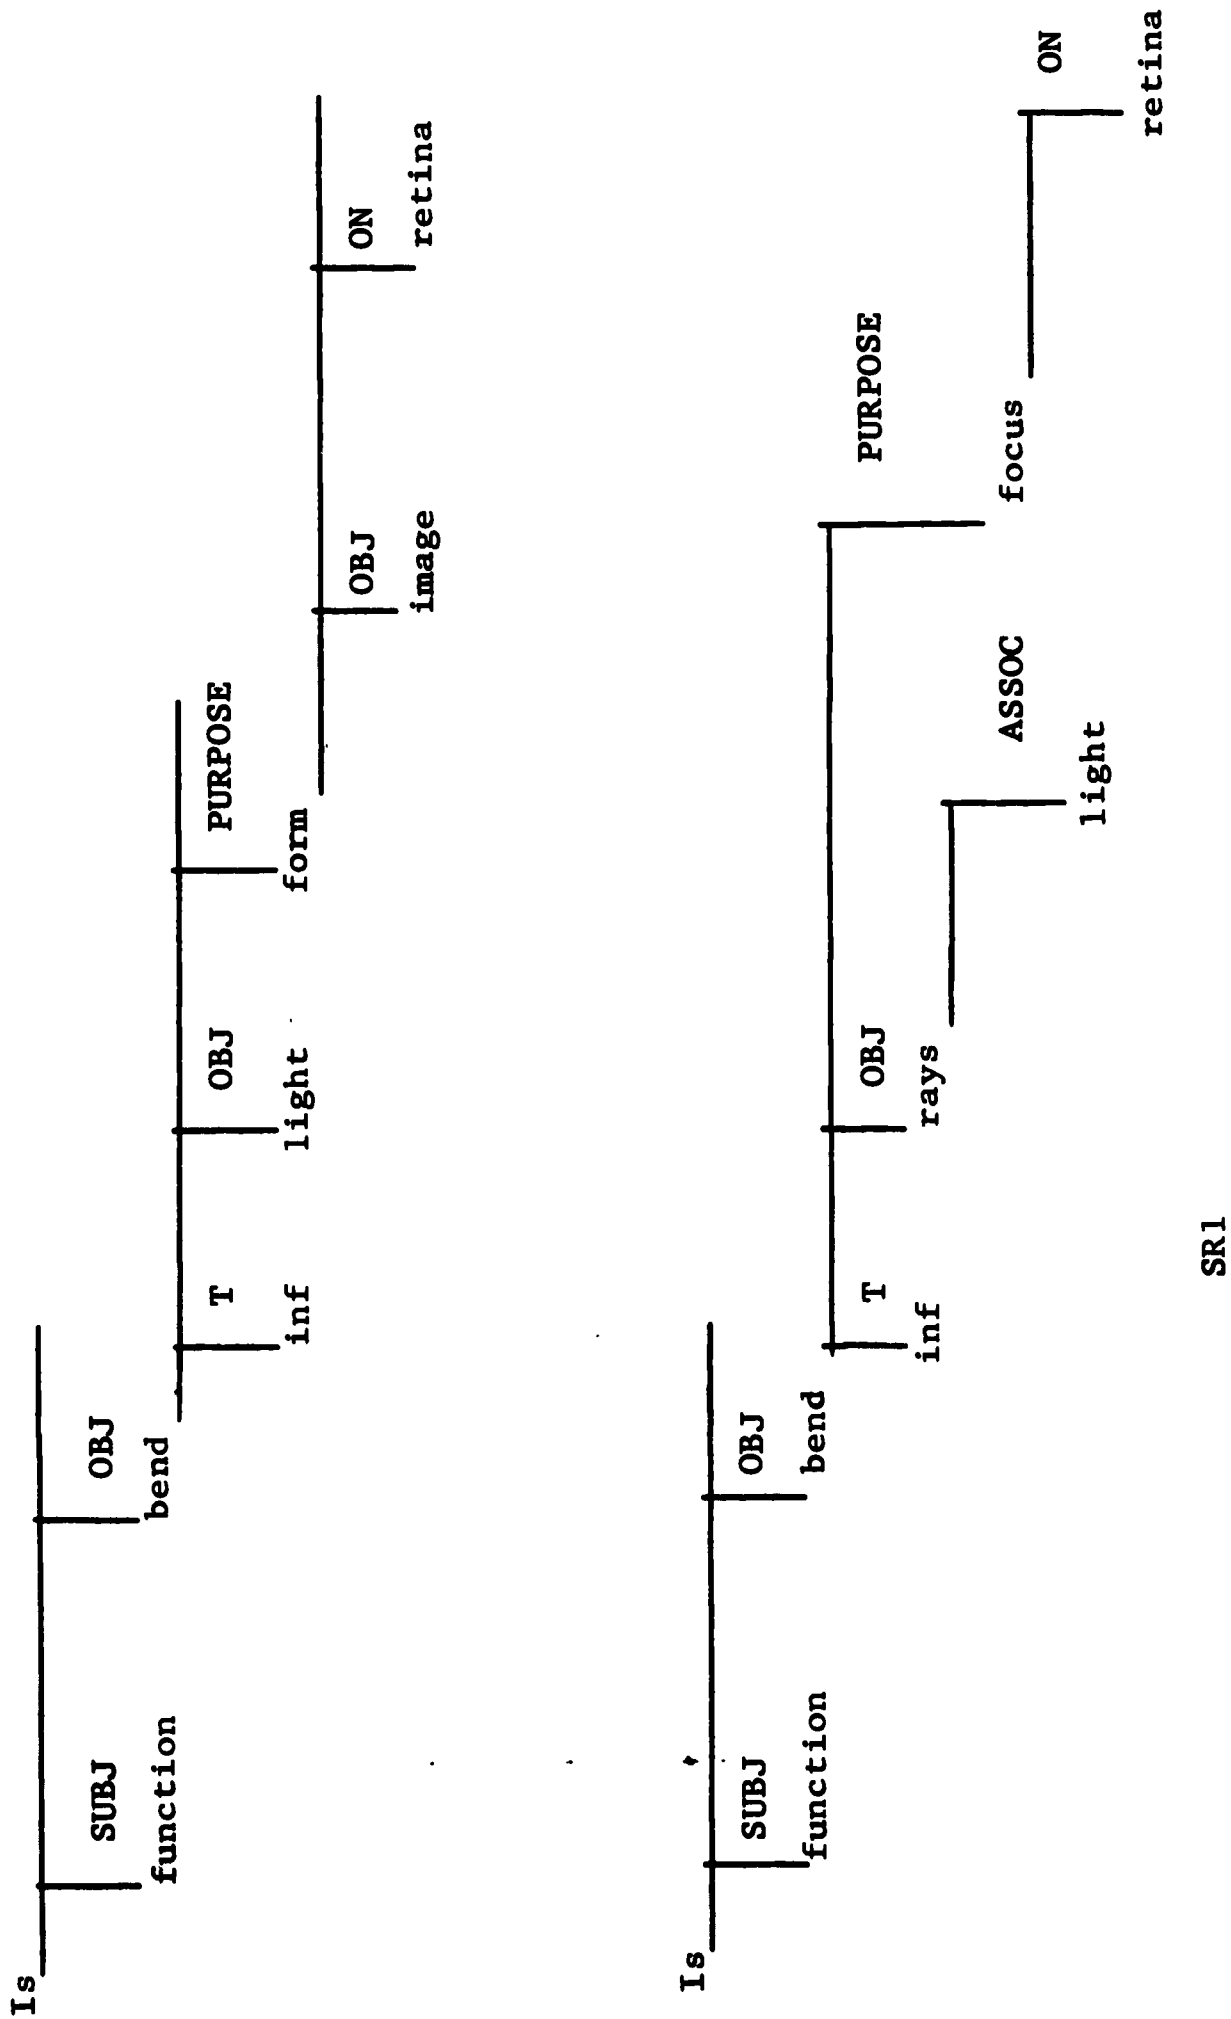 Is
SUBJ OBJ
function bend
T OBJ PURPOSE
inf light form
OBJ ON
image retina
Is
SUBJ OBJ
function bend
T OBJ PURPOSE
inf rays
ASSOC focus
light
ON
retina
SR1